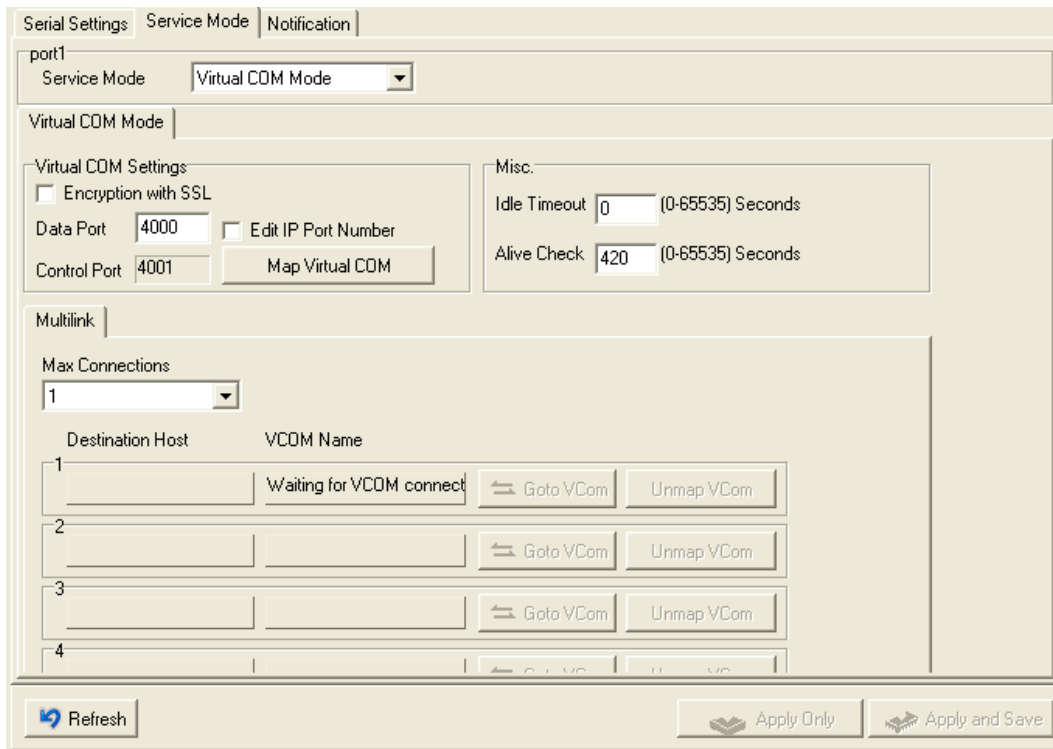 Serial Settings Service Mode Notification
port1
Service Mode Virtual COM Mode
Virtual COM Mode
Virtual COM Settings Misc.
Encryption with SSL
Idle Timeout 0 (0-65535) Seconds
Data Port 4000 Edit IP Port Number
Alive Check 420 (0-65535) Seconds
Control Port 4001 Map Virtual COM
Multilink
Max Connections
1
Destination Host VCOM Name
1
Waiting for VCOM connect Goto VCom Unmap VCom
2
Goto VCom Unmap VCom
3
Goto VCom Unmap VCom
4
Refresh Apply Only Apply and Save